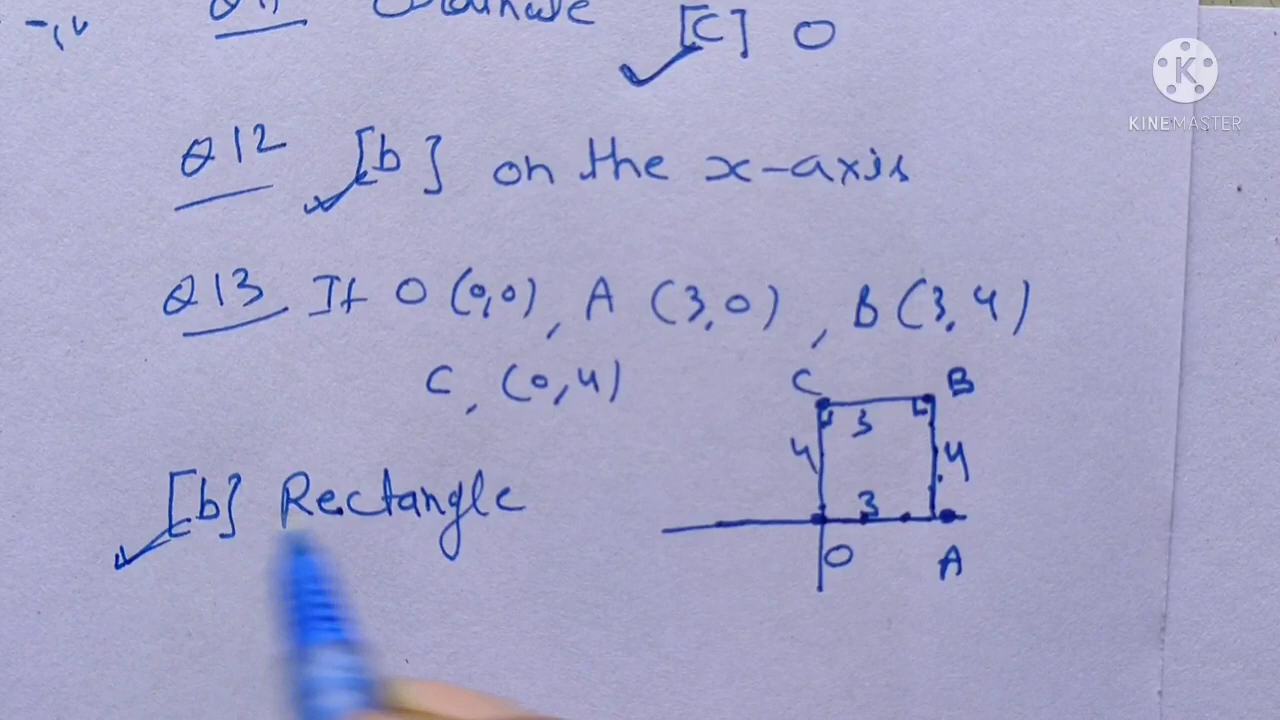 [C] 0
K
KINEMASTER
Q12 [b] on the x-axis
Q13 If O (0,0), A (3,0), B (3,4)
C, (0,4)
C B
3
4 4
[b] Rectangle
3
O A